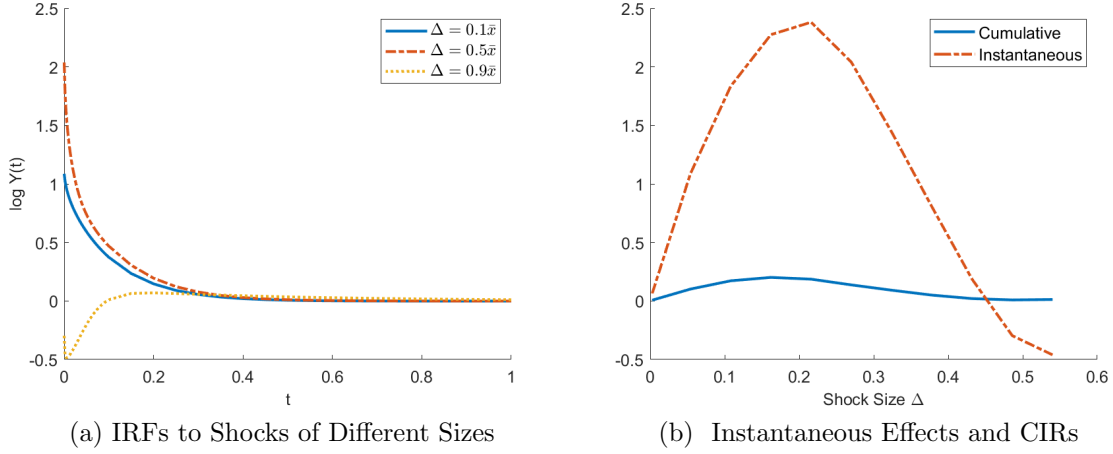 2.5
2
1.5
1
0.5
0
-0.5
log Y(t)
0
0.2
0.4
0.6
0.8
1
t
Δ = 0.1x̄
Δ = 0.5x̄
Δ = 0.9x̄
(a) IRFs to Shocks of Different Sizes
2.5
2
1.5
1
0.5
0
-0.5
0
0.1
0.2
0.3
0.4
0.5
0.6
Shock Size Δ
Cumulative
Instantaneous
(b) Instantaneous Effects and CIRs